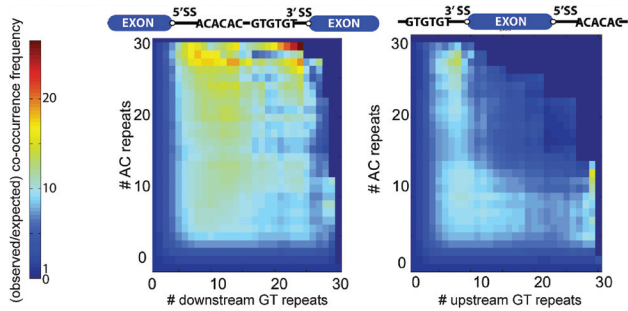 5′SS 3′ SS
EXON ACACAC GTGTGT EXON
3′SS 5′SS
GTGTGT EXON ACACAC
(observed/expected) co-occurrence frequency
20
10
1
# AC repeats
30
20
10
0
0 10 20 30
# downstream GT repeats
# AC repeats
30
20
10
0
0 10 20 30
# upstream GT repeats